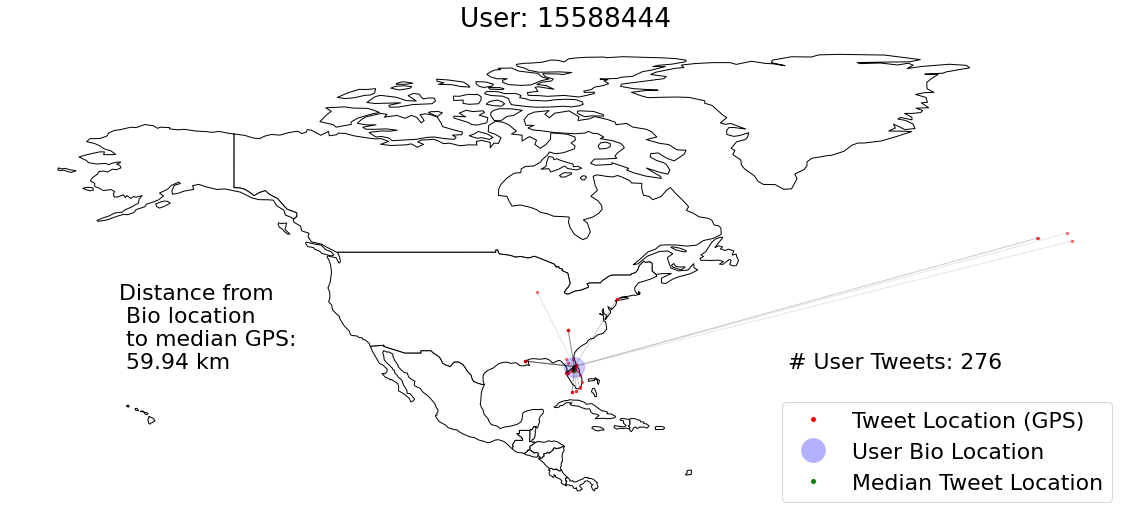 User: 15588444
Distance from
Bio location
to median GPS:
59.94 km
# User Tweets: 276
Tweet Location (GPS)
User Bio Location
Median Tweet Location